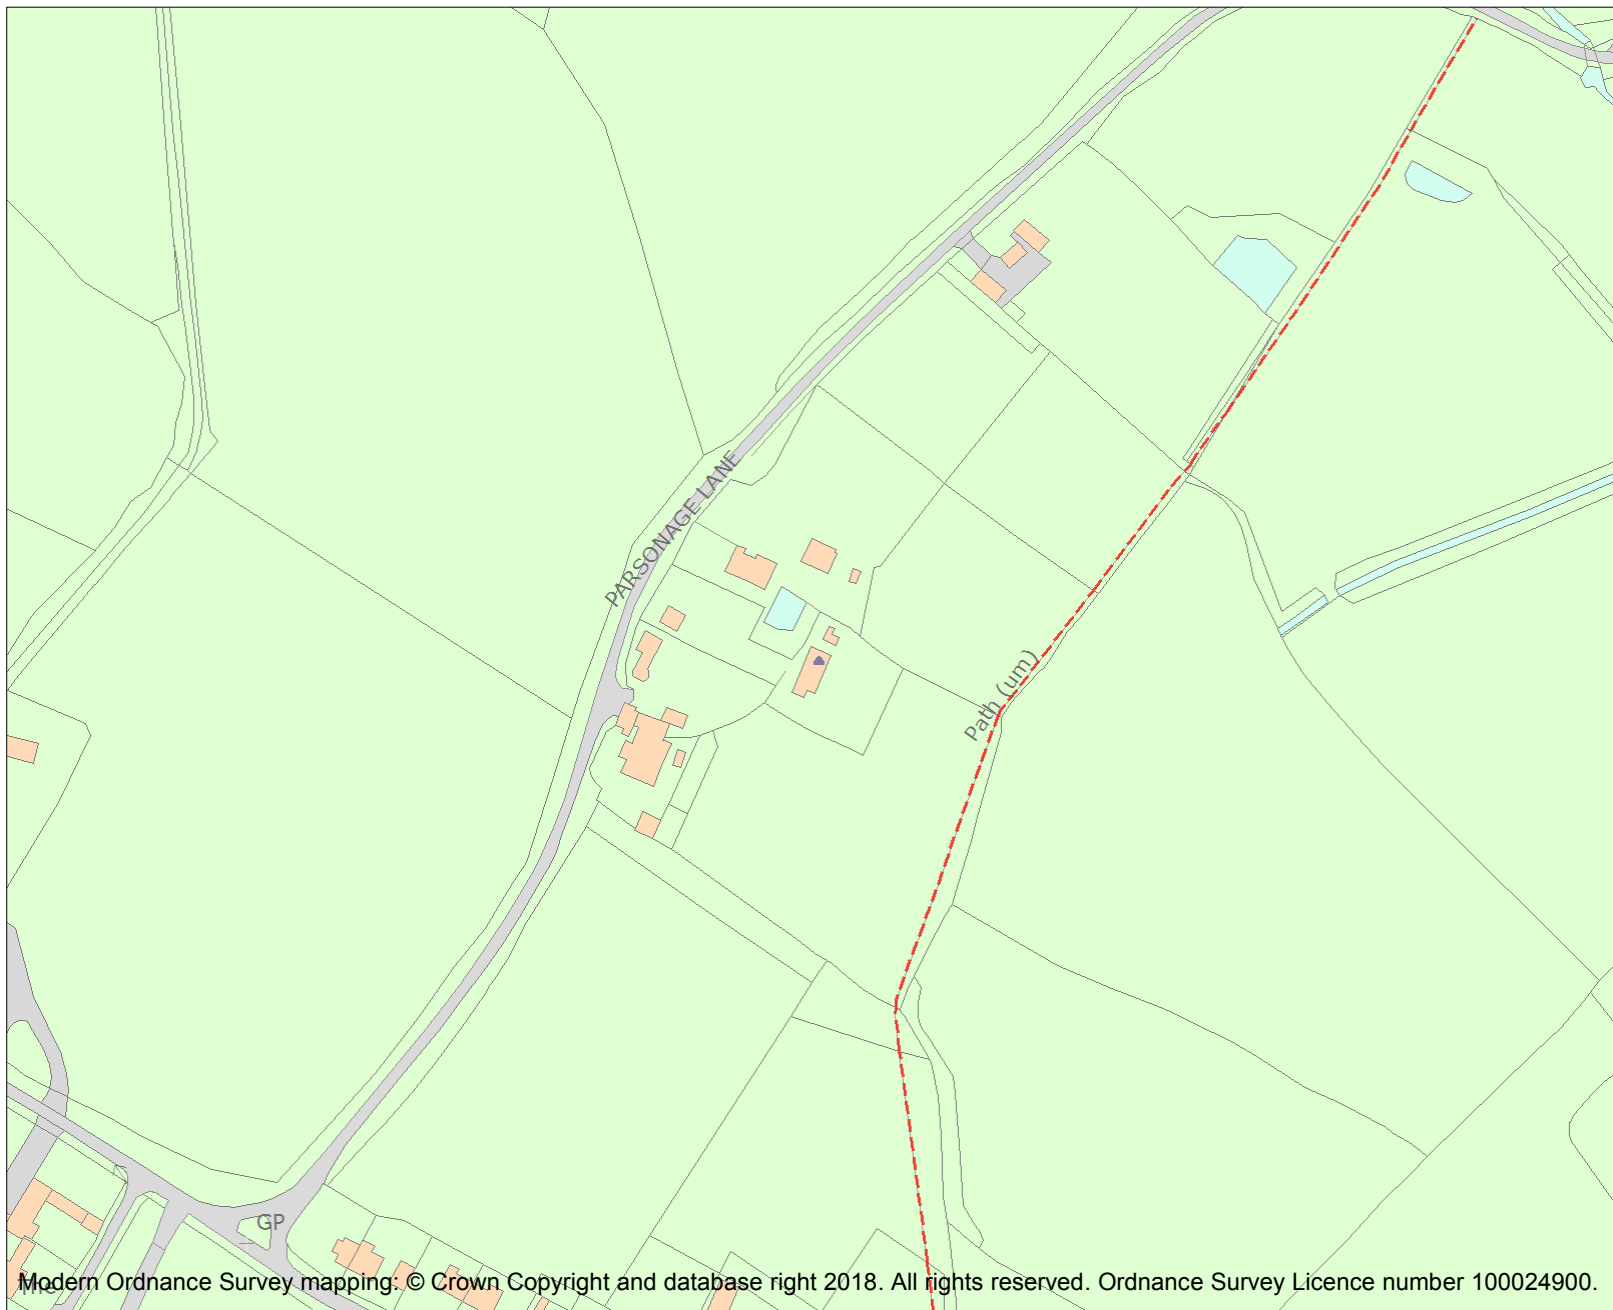 PARSONAGE LANE
Path (um)
GP
Modern Ordnance Survey mapping: © Crown Copyright and database right 2018. All rights reserved. Ordnance Survey Licence number 100024900.